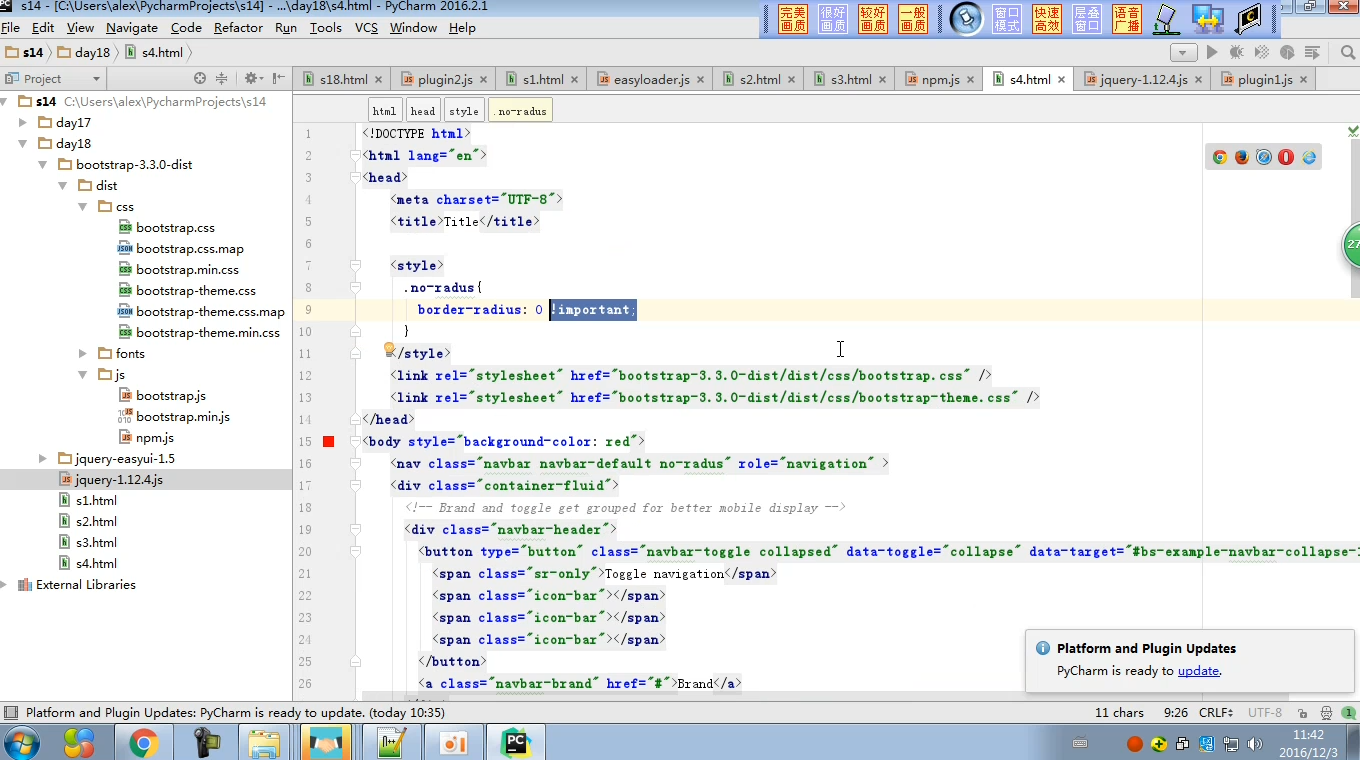 s14 - [C:\Users\alex\PycharmProjects\s14] - ...\day18\s4.html - PyCharm 2016.2.1
完美画质 很好画质 较好画质 一般画质 窗口模式 快速高效 层叠窗口 语音广播
File Edit View Navigate Code Refactor Run Tools VCS Window Help
s14 day18 s4.html
Project
s18.html plugin2.js s1.html easyloader.js s2.html s3.html npm.js s4.html jquery-1.12.4.js plugin1.js
s14 C:\Users\alex\PycharmProjects\s14
day17
day18
bootstrap-3.3.0-dist
dist
css
bootstrap.css
bootstrap.css.map
bootstrap.min.css
bootstrap-theme.css
bootstrap-theme.css.map
bootstrap-theme.min.css
fonts
js
bootstrap.js
bootstrap.min.js
npm.js
jquery-easyui-1.5
jquery-1.12.4.js
s1.html
s2.html
s3.html
s4.html
External Libraries
html head style .no-radus
1 <!DOCTYPE html>
2 <html lang="en">
3 <head>
4 <meta charset="UTF-8">
5 <title>Title</title>
6
7 <style>
8 .no-radus{
9 border-radius: 0 !important;
10 }
11 </style>
12 <link rel="stylesheet" href="bootstrap-3.3.0-dist/dist/css/bootstrap.css" />
13 <link rel="stylesheet" href="bootstrap-3.3.0-dist/dist/css/bootstrap-theme.css" />
14 </head>
15 <body style="background-color: red">
16 <nav class="navbar navbar-default no-radus" role="navigation" >
17 <div class="container-fluid">
18 <!-- Brand and toggle get grouped for better mobile display -->
19 <div class="navbar-header">
20 <button type="button" class="navbar-toggle collapsed" data-toggle="collapse" data-target="#bs-example-navbar-collapse-1
21 <span class="sr-only">Toggle navigation</span>
22 <span class="icon-bar"></span>
23 <span class="icon-bar"></span>
24 <span class="icon-bar"></span>
25 </button>
26 <a class="navbar-brand" href="#">Brand</a>
27
Platform and Plugin Updates
PyCharm is ready to update.
Platform and Plugin Updates: PyCharm is ready to update. (today 10:35)
11 chars 9:26 CRLF UTF-8 1
11:42
2016/12/3